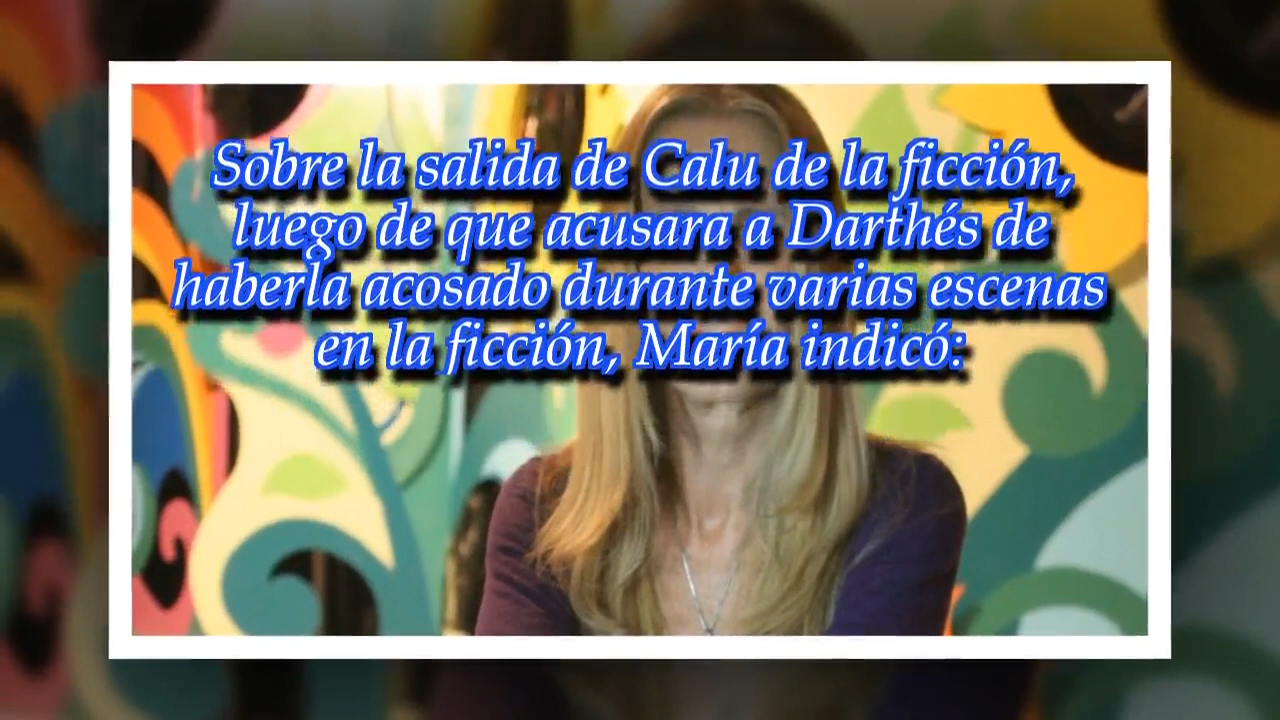 Sobre la salida de Calu de la ficción,
luego de que acusara a Darthés de
haberla acosado durante varias escenas
en la ficción, María indicó: